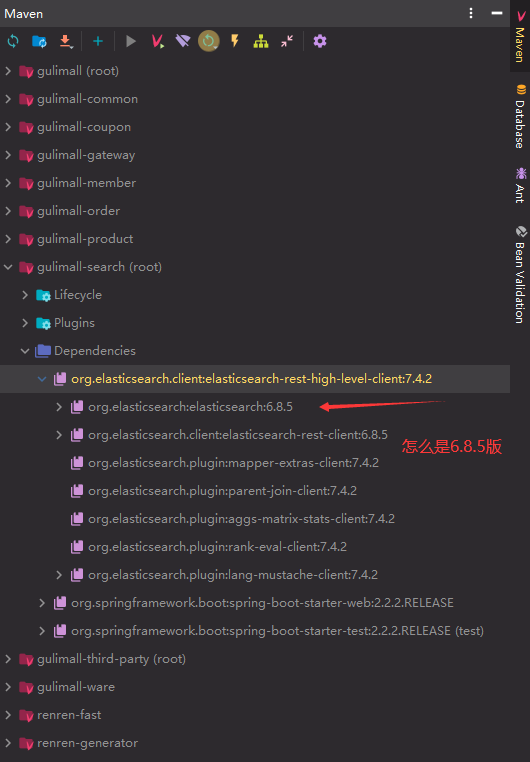 Maven
gulimall (root)
gulimall-common
gulimall-coupon
gulimall-gateway
gulimall-member
gulimall-order
gulimall-product
gulimall-search (root)
Lifecycle
Plugins
Dependencies
org.elasticsearch.client:elasticsearch-rest-high-level-client:7.4.2
org.elasticsearch:elasticsearch:6.8.5
org.elasticsearch.client:elasticsearch-rest-client:6.8.5
怎么是6.8.5版
org.elasticsearch.plugin:mapper-extras-client:7.4.2
org.elasticsearch.plugin:parent-join-client:7.4.2
org.elasticsearch.plugin:aggs-matrix-stats-client:7.4.2
org.elasticsearch.plugin:rank-eval-client:7.4.2
org.elasticsearch.plugin:lang-mustache-client:7.4.2
org.springframework.boot:spring-boot-starter-web:2.2.2.RELEASE
org.springframework.boot:spring-boot-starter-test:2.2.2.RELEASE (test)
gulimall-third-party (root)
gulimall-ware
renren-fast
renren-generator
Maven
Database
Ant
Bean Validation